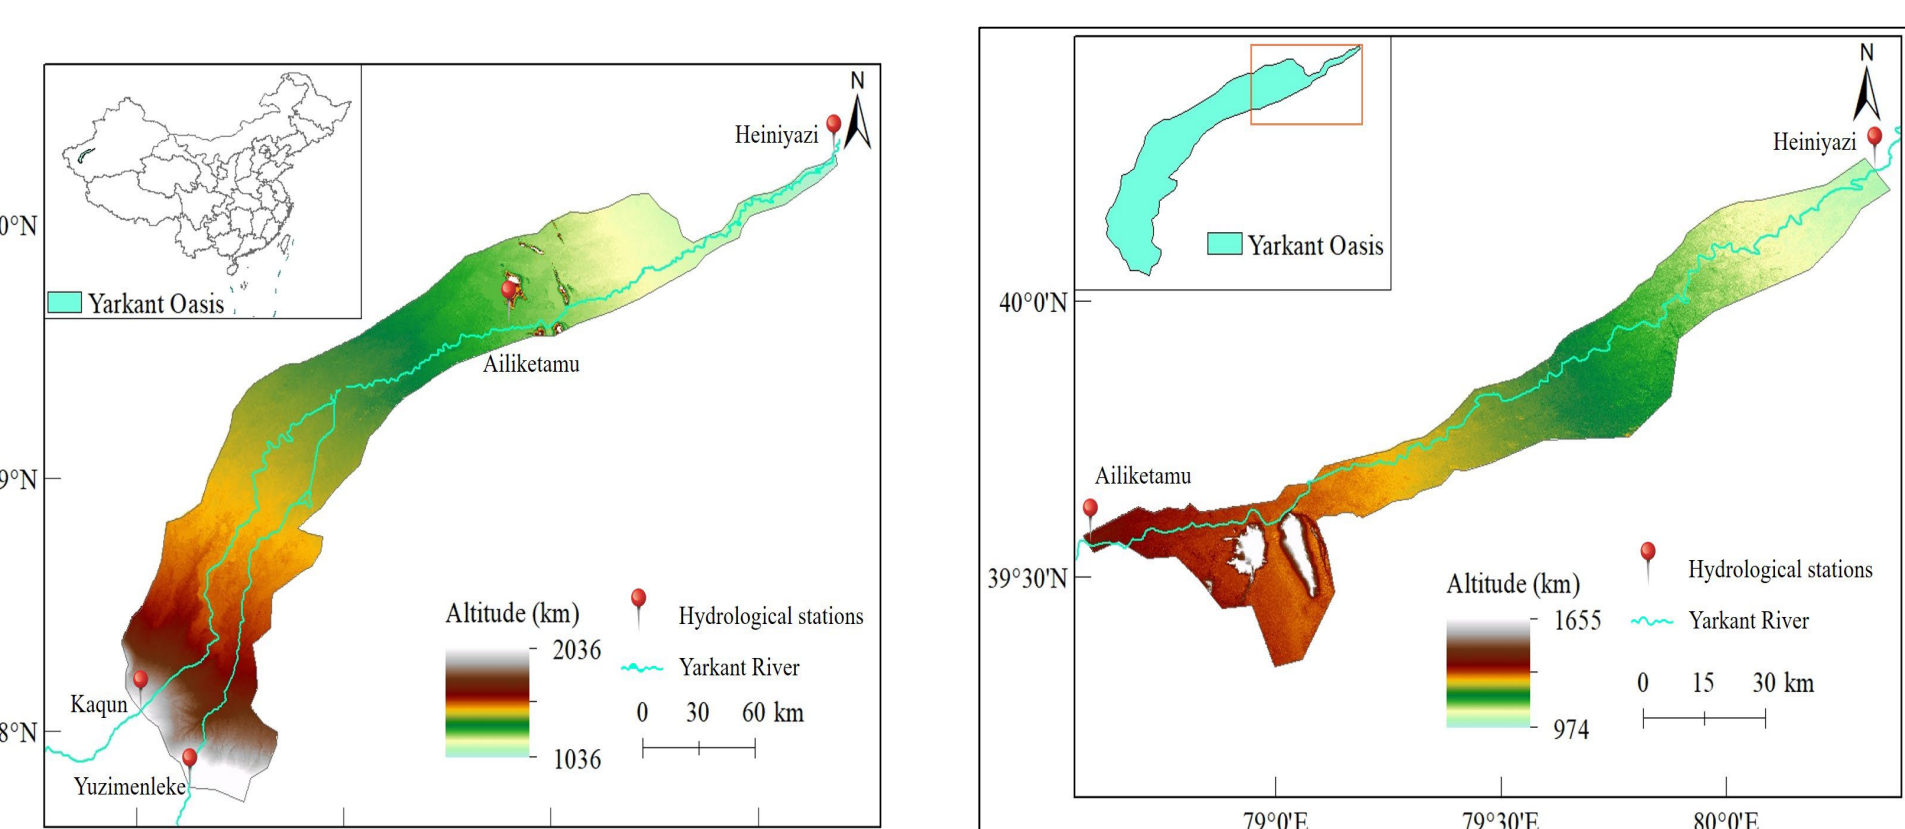 N
Heiniyazi
0°N
Yarkant Oasis
Ailiketamu
9°N
Altitude (km)
2036
1036
Hydrological stations
Yarkant River
0 30 60 km
Kaqun
8°N
Yuzimenleke
N
Heiniyazi
Yarkant Oasis
40°0'N
Ailiketamu
39°30'N
Altitude (km)
1655
974
Hydrological stations
Yarkant River
0 15 30 km
79°0'E 79°30'E 80°0'E